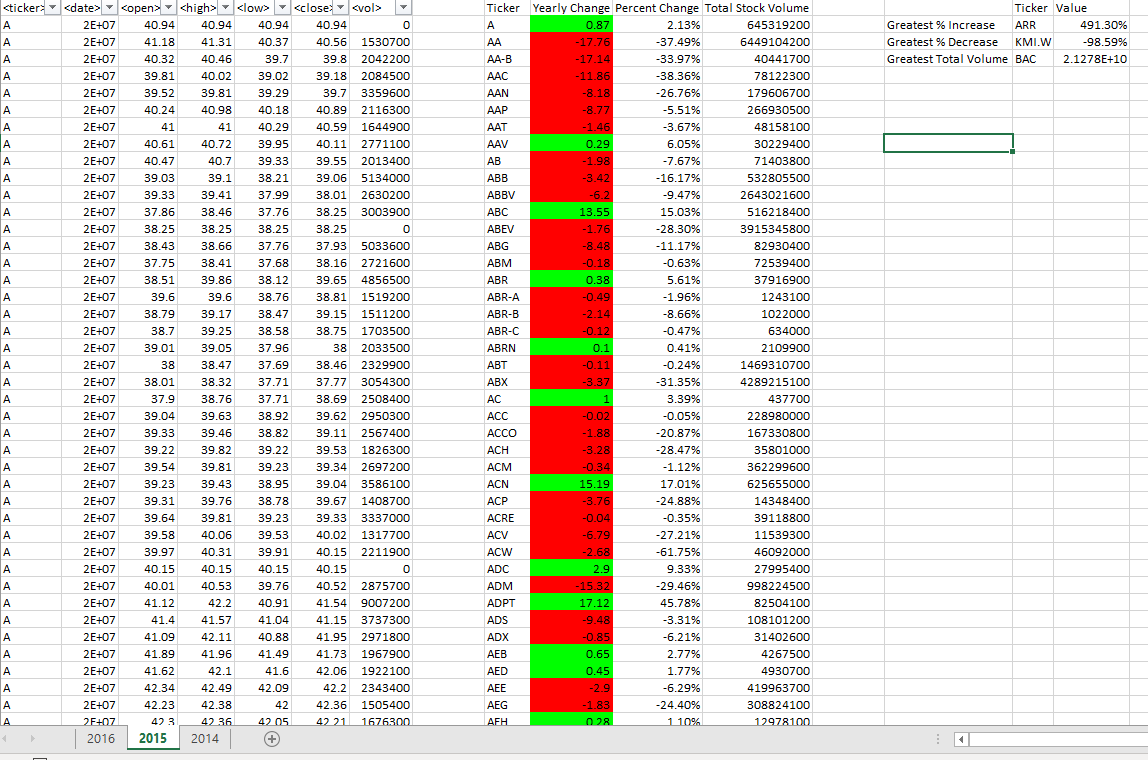 <ticker> <date> <open> <high> <low> <close> <vol> Ticker Yearly Change Percent Change Total Stock Volume Ticker Value
A 2E+07 40.94 40.94 40.94 40.94 0 A 0.87 2.13% 645319200 Greatest % Increase ARR 491.30%
A 2E+07 41.18 41.31 40.37 40.56 1530700 AA -17.76 -37.49% 6449104200 Greatest % Decrease KMI.W -98.59%
A 2E+07 40.32 40.46 39.7 39.8 2042200 AA-B -17.14 -33.97% 40441700 Greatest Total Volume BAC 2.1278E+10
A 2E+07 39.81 40.02 39.02 39.18 2084500 AAC -11.86 -38.36% 78122300
A 2E+07 39.52 39.81 39.29 39.7 3359600 AAN -8.18 -26.76% 179606700
A 2E+07 40.24 40.98 40.18 40.89 2116300 AAP -8.77 -5.51% 266930500
A 2E+07 41 41 40.29 40.59 1644900 AAT -1.46 -3.67% 48158100
A 2E+07 40.61 40.72 39.95 40.11 2771100 AAV 0.29 6.05% 30229400
A 2E+07 40.47 40.7 39.33 39.55 2013400 AB -1.98 -7.67% 71403800
A 2E+07 39.03 39.1 38.21 39.06 5134000 ABB -3.42 -16.17% 532805500
A 2E+07 39.33 39.41 37.99 38.01 2630200 ABBV -6.2 -9.47% 2643021600
A 2E+07 37.86 38.46 37.76 38.25 3003900 ABC 13.55 15.03% 516218400
A 2E+07 38.25 38.25 38.25 38.25 0 ABEV -1.76 -28.30% 3915345800
A 2E+07 38.43 38.66 37.76 37.93 5033600 ABG -8.48 -11.17% 82930400
A 2E+07 37.75 38.41 37.68 38.16 2721600 ABM -0.18 -0.63% 72539400
A 2E+07 38.51 39.86 38.12 39.65 4856500 ABR 0.38 5.61% 37916900
A 2E+07 39.6 39.6 38.76 38.81 1519200 ABR-A -0.49 -1.96% 1243100
A 2E+07 38.79 39.17 38.47 39.15 1511200 ABR-B -2.14 -8.66% 1022000
A 2E+07 38.7 39.25 38.58 38.75 1703500 ABR-C -0.12 -0.47% 634000
A 2E+07 39.01 39.05 37.96 38 2033500 ABRN 0.1 0.41% 2109900
A 2E+07 38 38.47 37.69 38.46 2329900 ABT -0.11 -0.24% 1469310700
A 2E+07 38.01 38.32 37.71 37.77 3054300 ABX -3.37 -31.35% 4289215100
A 2E+07 37.9 38.76 37.71 38.69 2508400 AC 1 3.39% 437700
A 2E+07 39.04 39.63 38.92 39.62 2950300 ACC -0.02 -0.05% 228980000
A 2E+07 39.33 39.46 38.82 39.11 2567400 ACCO -1.88 -20.87% 167330800
A 2E+07 39.22 39.82 39.22 39.53 1826300 ACH -3.28 -28.47% 35801000
A 2E+07 39.54 39.81 39.23 39.34 2697200 ACM -0.34 -1.12% 362299600
A 2E+07 39.23 39.43 38.95 39.04 3586100 ACN 15.19 17.01% 625655000
A 2E+07 39.31 39.76 38.78 39.67 1408700 ACP -3.76 -24.88% 14348400
A 2E+07 39.64 39.81 39.23 39.33 3337000 ACRE -0.04 -0.35% 39118800
A 2E+07 39.58 40.06 39.53 40.02 1317700 ACV -6.79 -27.21% 11539300
A 2E+07 39.97 40.31 39.91 40.15 2211900 ACW -2.68 -61.75% 46092000
A 2E+07 40.15 40.15 40.15 40.15 0 ADC 2.9 9.33% 27995400
A 2E+07 40.01 40.53 39.76 40.52 2875700 ADM -15.32 -29.46% 998224500
A 2E+07 41.12 42.2 40.91 41.54 9007200 ADPT 17.12 45.78% 82504100
A 2E+07 41.4 41.57 41.04 41.15 3737300 ADS -9.48 -3.31% 108101200
A 2E+07 41.09 42.11 40.88 41.95 2971800 ADX -0.85 -6.21% 31402600
A 2E+07 41.89 41.96 41.49 41.73 1967900 AEB 0.65 2.77% 4267500
A 2E+07 41.62 42.1 41.6 42.06 1922100 AED 0.45 1.77% 4930700
A 2E+07 42.34 42.49 42.09 42.2 2343400 AEE -2.9 -6.29% 419963700
A 2E+07 42.23 42.38 42 42.36 1505400 AEG -1.83 -24.40% 308824100
A 2E+07 42.3 42.36 42.05 42.21 1676300 AEH 0.28 1.10% 12978100
2016 2015 2014